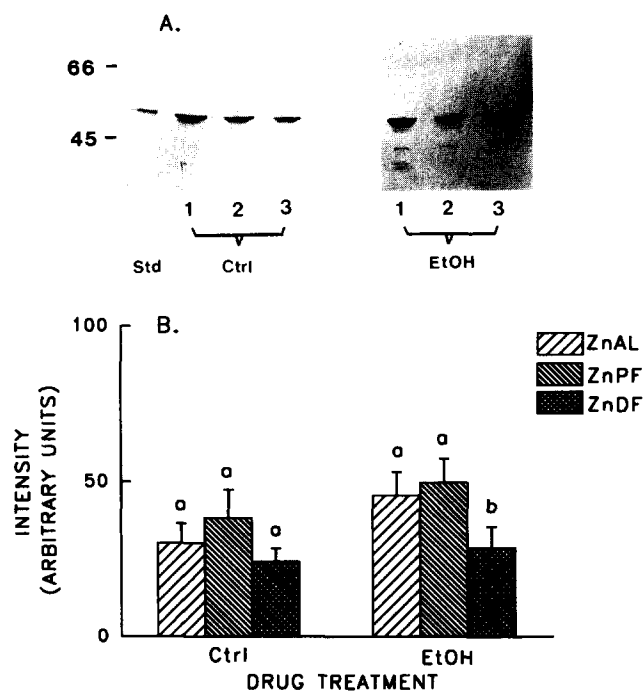 A.
66
45
1 2 3
1 2 3
Std
Ctrl
EtOH
B.
100
50
0
INTENSITY
(ARBITRARY UNITS)
ZnAL
ZnPF
ZnDF
a
a
a
a
a
b
Ctrl
EtOH
DRUG TREATMENT